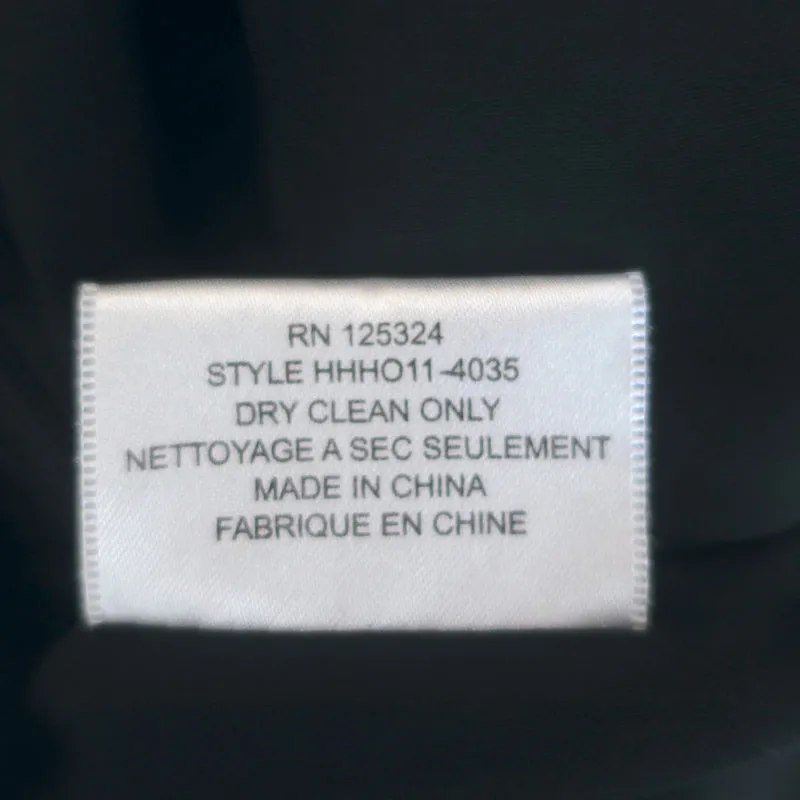 RN 125324
STYLE HHHO11-4035
DRY CLEAN ONLY
NETTOYAGE A SEC SEULEMENT
MADE IN CHINA
FABRIQUE EN CHINE